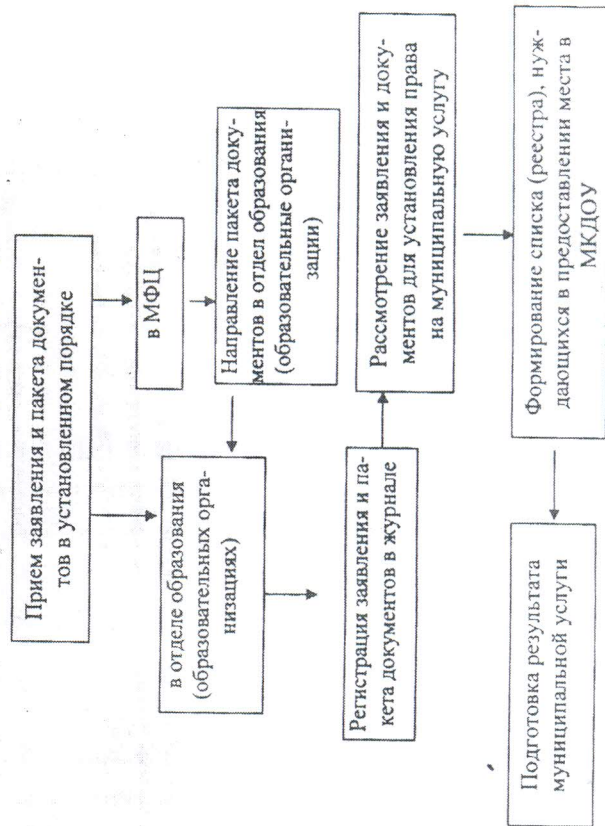 Прием заявления и пакета докумен-
тов в установленном порядке
в МФЦ
Направление пакета доку-
ментов в отдел образования
(образовательные органи-
зации)
в отделе образования
(образовательных орга-
низациях)
Регистрация заявления и па-
кета документов в журнале
Рассмотрение заявления и доку-
ментов для установления права
на муниципальную услугу
Формирование списка (реестра), нуж-
дающихся в предоставлении места в
МКДОУ
Подготовка результата
муниципальной услуги